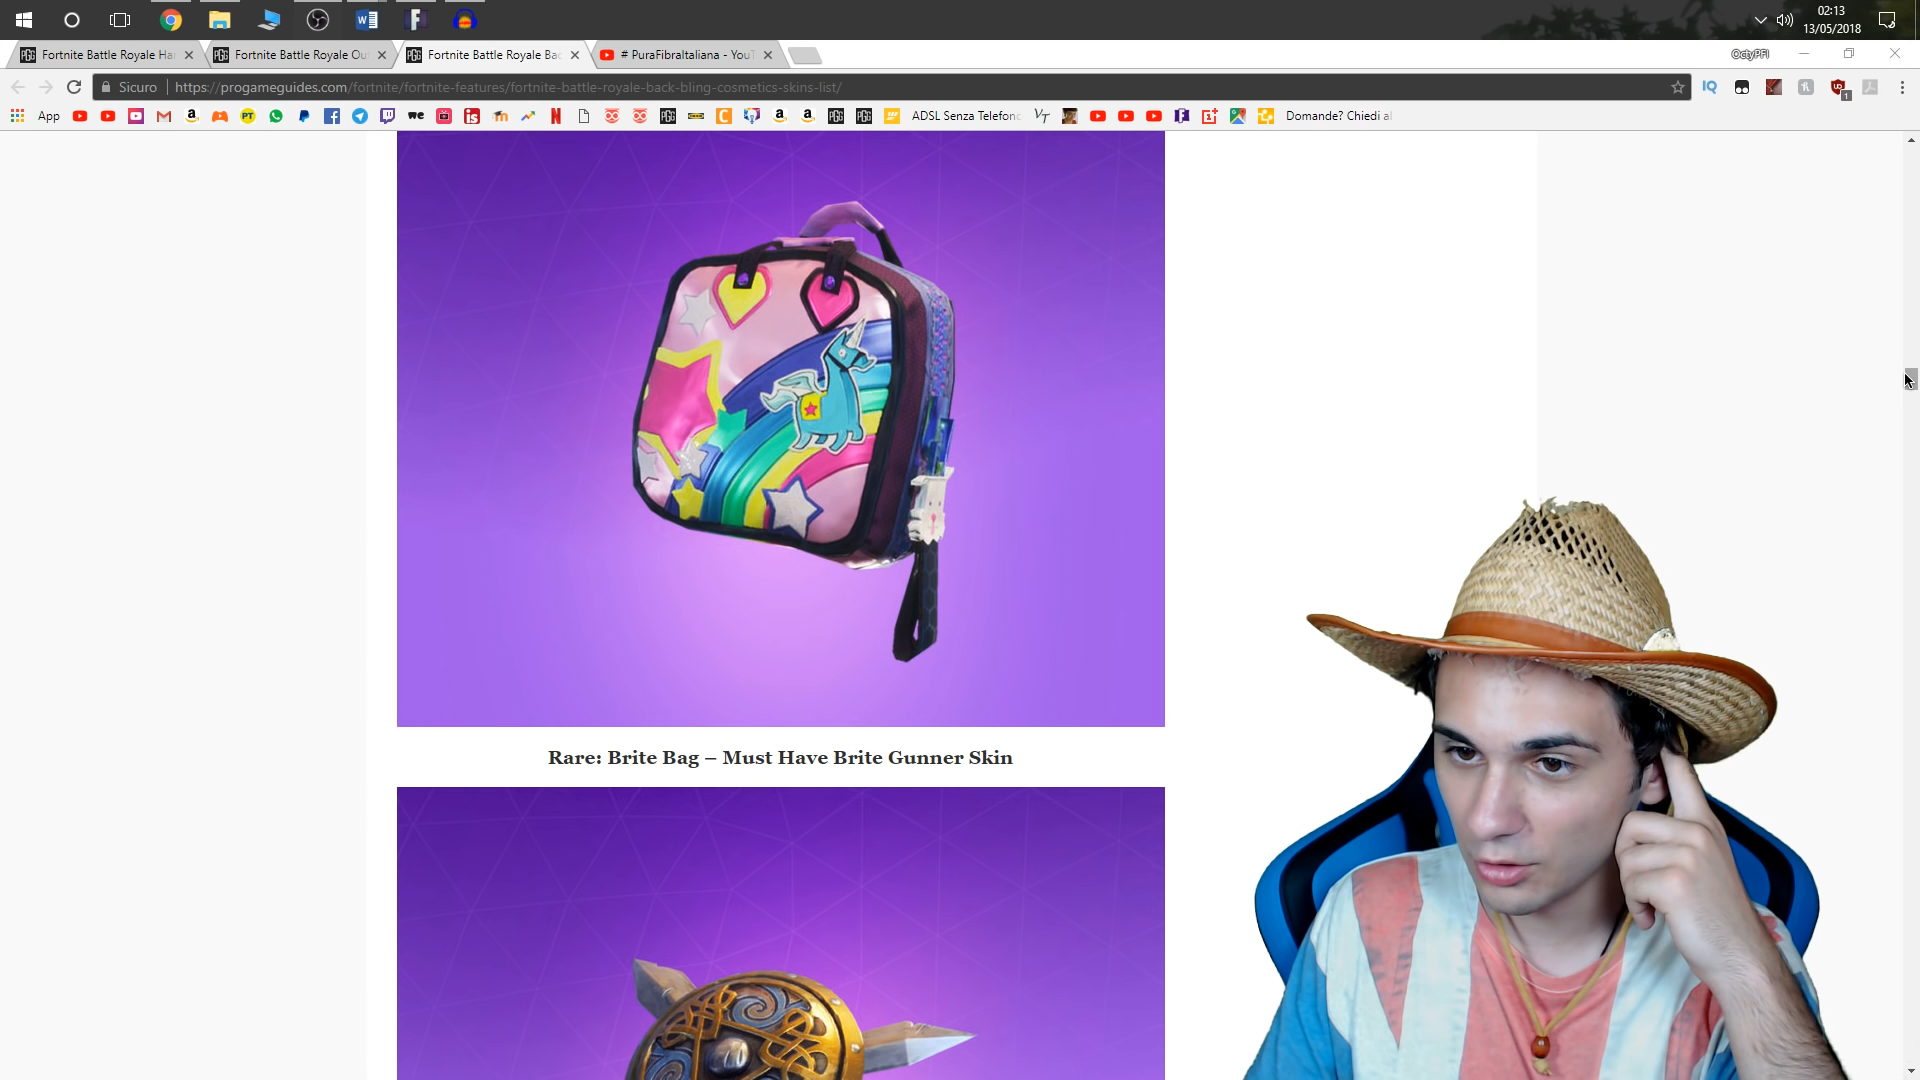 02:13
13/05/2018
Fortnite Battle Royale Ha
Fortnite Battle Royale Ou
Fortnite Battle Royale Ba
# PuraFibraItaliana - YouT
OctyPFI
Sicuro
https://progameguides.com/fortnite/fortnite-features/fortnite-battle-royale-back-bling-cosmetics-skins-list/
App
ADSL Senza Telefono
Domande? Chiedi al
Rare: Brite Bag – Must Have Brite Gunner Skin